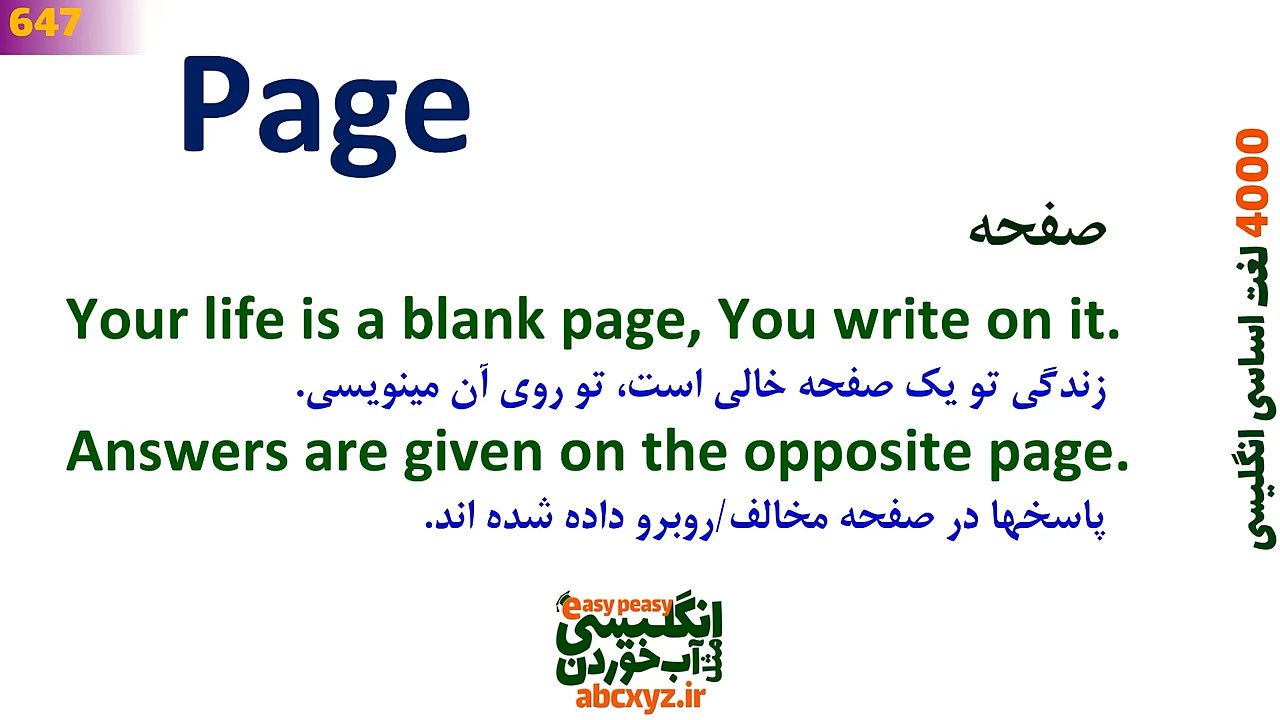 647
Page
صفحه
Your life is a blank page, You write on it.
زندگی تو یک صفحه خالی است، تو روی آن مینویسی.
Answers are given on the opposite page.
پاسخها در صفحه مخالف/روبرو داده شده اند.
4000 لغت اساسی انگلیسی
easy peasy
انگلیسی
مثل آب خوردن
abcxyz.ir